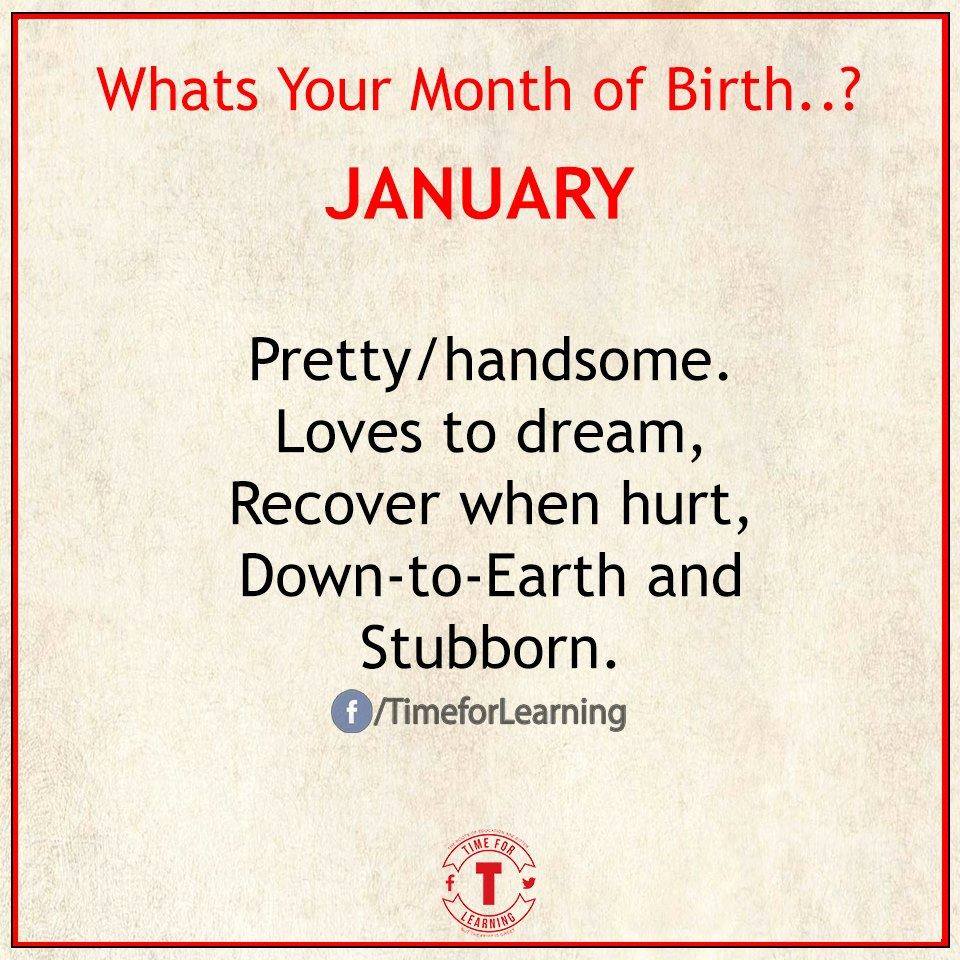 Whats Your Month of Birth..?
JANUARY
Pretty/handsome.
Loves to dream,
Recover when hurt,
Down-to-Earth and
Stubborn.
f/TimeforLearning
TIME FOR
T
LEARNING